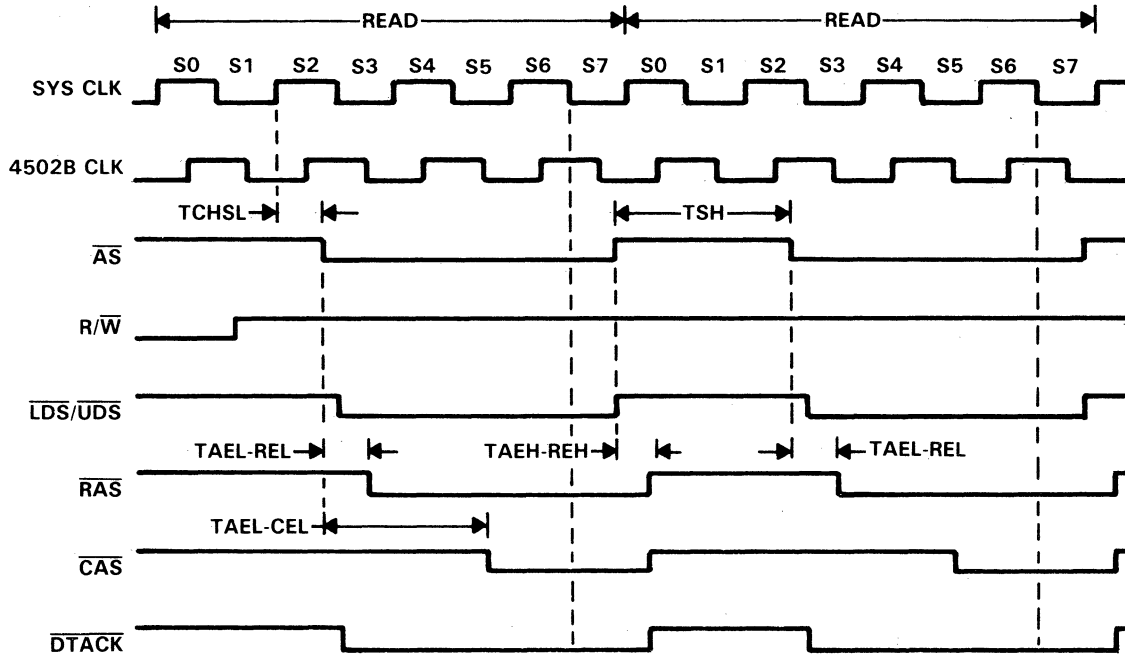 READ READ
S0 S1 S2 S3 S4 S5 S6 S7 S0 S1 S2 S3 S4 S5 S6 S7
SYS CLK
4502B CLK
TCHSL TSH
AS
R/W
LDS/UDS
TAEL-REL TAEH-REH TAEL-REL
RAS
TAEL-CEL
CAS
DTACK